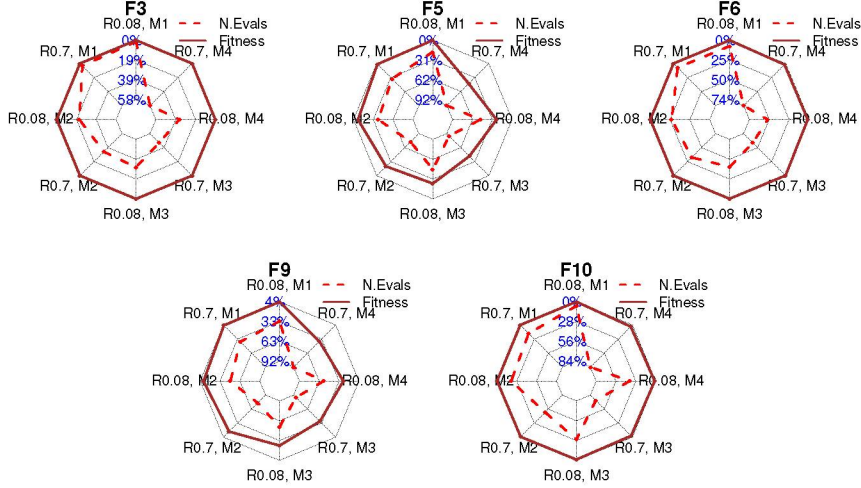 F3
R0.08, M1
N.Evals
Fitness
R0.7, M1
0%
R0.7, M4
19%
39%
58%
R0.08, M2
R0.08, M4
R0.7, M2
R0.7, M3
R0.08, M3
F5
R0.08, M1
N.Evals
Fitness
R0.7, M1
0%
R0.7, M4
31%
62%
92%
R0.08, M2
R0.08, M4
R0.7, M2
R0.7, M3
R0.08, M3
F6
R0.08, M1
N.Evals
Fitness
R0.7, M1
0%
R0.7, M4
25%
50%
74%
R0.08, M2
R0.08, M4
R0.7, M2
R0.7, M3
R0.08, M3
F9
R0.08, M1
N.Evals
Fitness
4%
R0.7, M1
R0.7, M4
33%
63%
92%
R0.08, M2
R0.08, M4
R0.7, M2
R0.7, M3
R0.08, M3
F10
R0.08, M1
N.Evals
Fitness
0%
R0.7, M1
R0.7, M4
28%
56%
84%
R0.08, M2
R0.08, M4
R0.7, M2
R0.7, M3
R0.08, M3